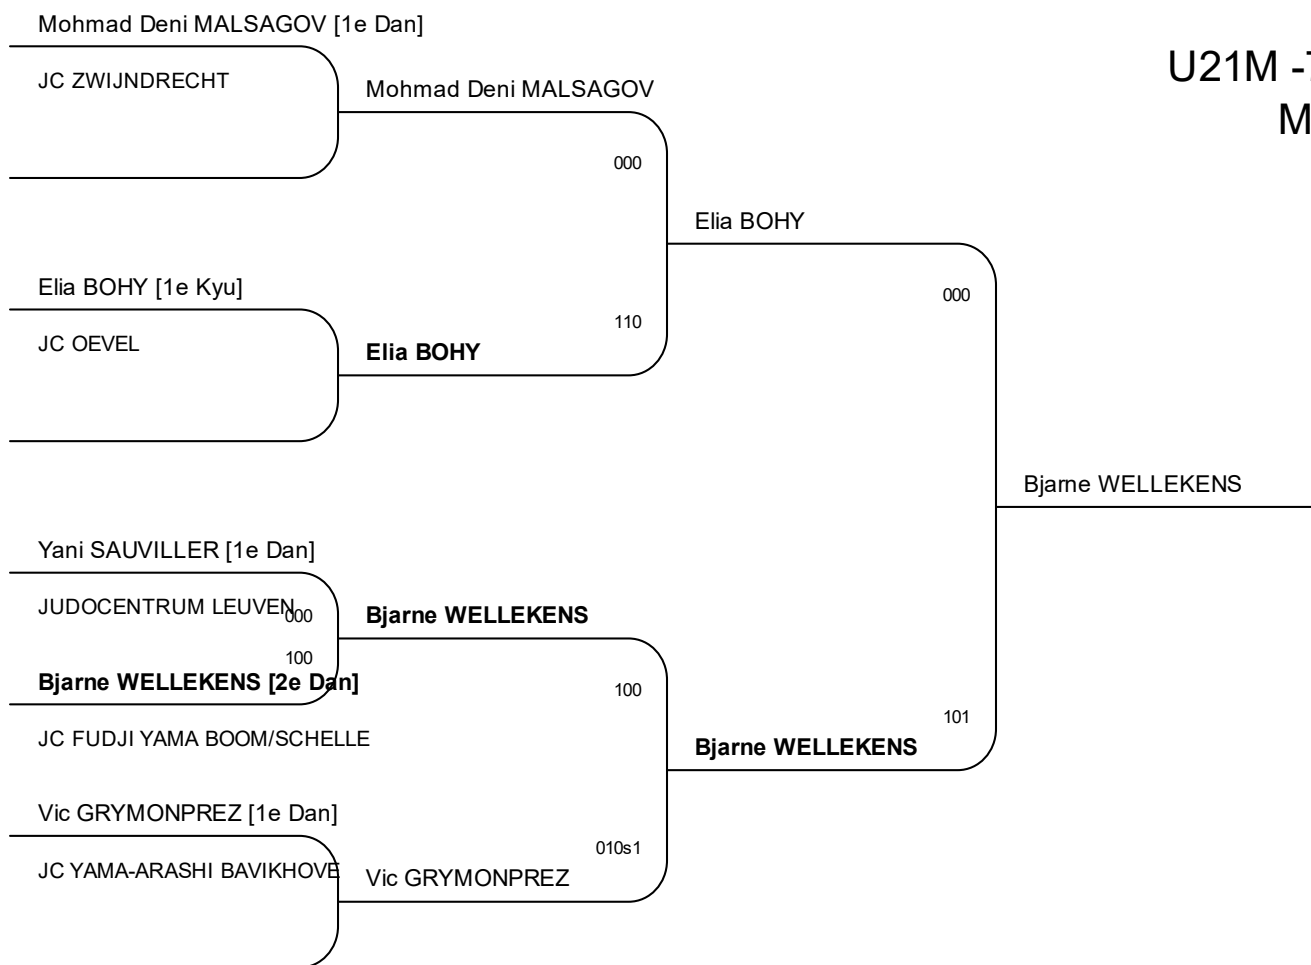 Mohmad Deni MALSAGOV [1e Dan]
JC ZWIJNDRECHT
Mohmad Deni MALSAGOV
U21M -7
M
000
Elia BOHY
Elia BOHY [1e Kyu]
000
110
JC OEVEL
Elia BOHY
Bjarne WELLEKENS
Yani SAUVILLER [1e Dan]
JUDOCENTRUM LEUVEN
000
Bjarne WELLEKENS
100
Bjarne WELLEKENS [2e Dan]
100
101
JC FUDJI YAMA BOOM/SCHELLE
Bjarne WELLEKENS
Vic GRYMONPREZ [1e Dan]
010s1
JC YAMA-ARASHI BAVIKHOVE
Vic GRYMONPREZ